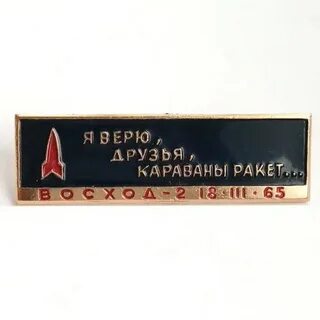 Я ВЕРЮ,
ДРУЗЬЯ,
КАРАВАНЫ РАКЕТ...
ВОСХОД-2 18·III·65